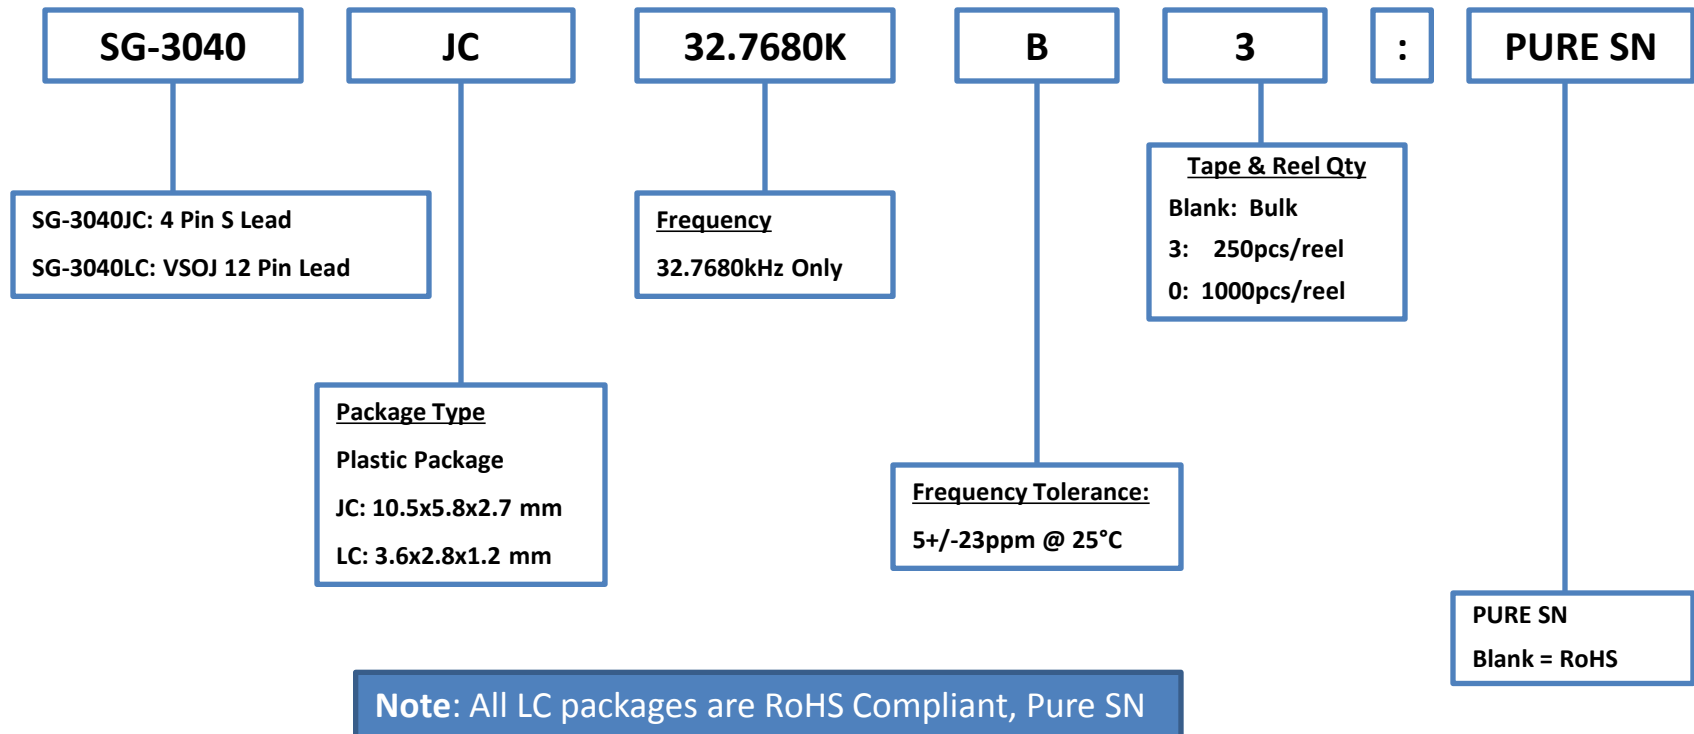 SG-3040 JC 32.7680K B 3 : PURE SN
SG-3040JC: 4 Pin S Lead
SG-3040LC: VSOJ 12 Pin Lead
Frequency
32.7680kHz Only
Tape & Reel Qty
Blank: Bulk
3: 250pcs/reel
0: 1000pcs/reel
Package Type
Plastic Package
JC: 10.5x5.8x2.7 mm
LC: 3.6x2.8x1.2 mm
Frequency Tolerance:
5+/-23ppm @ 25°C
PURE SN
Blank = RoHS
Note: All LC packages are RoHS Compliant, Pure SN